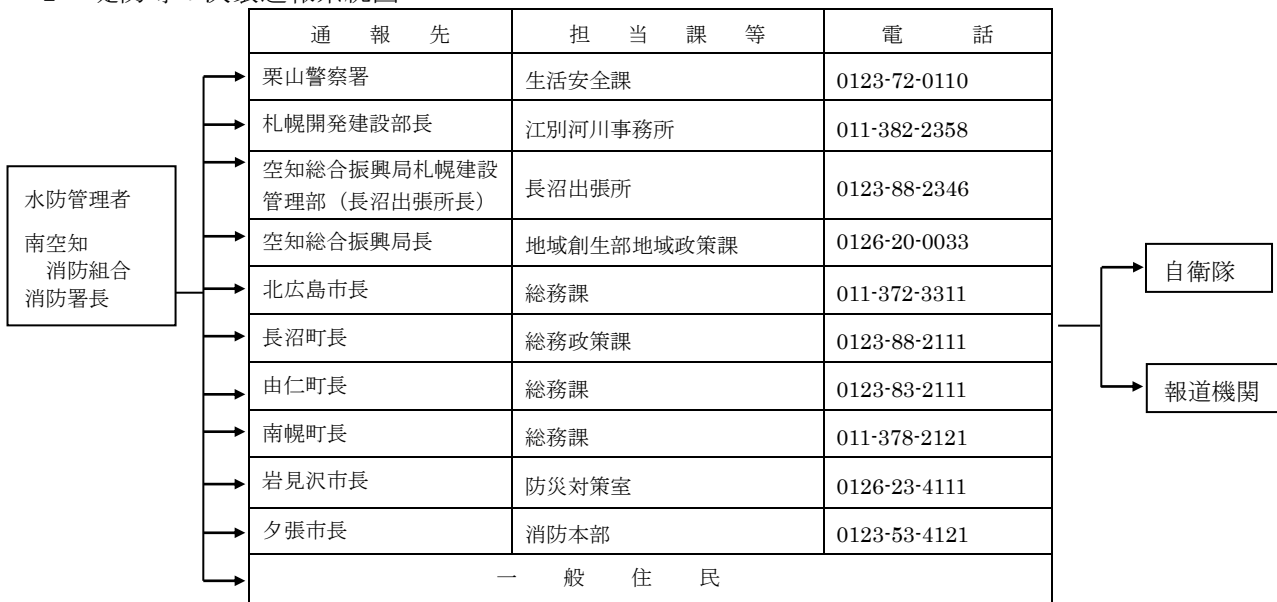 通 報 先 担 当 課 等 電 話
栗山警察署 生活安全課 0123-72-0110
札幌開発建設部長 江別河川事務所 011-382-2358
空知総合振興局札幌建設
管理部（長沼出張所長） 長沼出張所 0123-88-2346
空知総合振興局長 地域創生部地域政策課 0126-20-0033
北広島市長 総務課 011-372-3311
長沼町長 総務政策課 0123-88-2111
由仁町長 総務課 0123-83-2111
南幌町長 総務課 011-378-2121
岩見沢市長 防災対策室 0126-23-4111
夕張市長 消防本部 0123-53-4121
一 般 住 民
水防管理者
南空知
消防組合
消防署長
自衛隊
報道機関